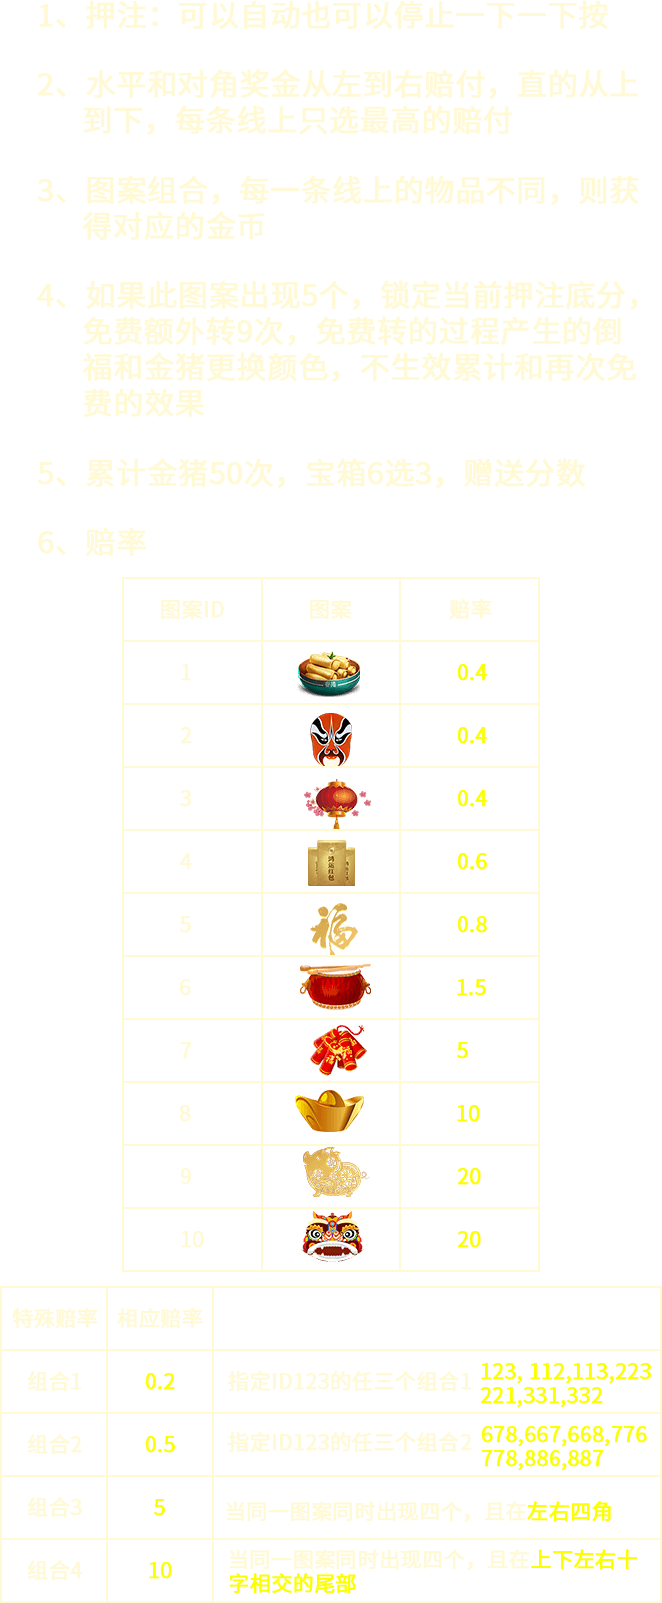 1、押注：可以自动也可以停止一下一下按
2、水平和对角奖金从左到右赔付，直的从上
到下，每条线上只选最高的赔付
3、图案组合，每一条线上的物品不同，则获
得对应的金币
4、如果此图案出现5个，锁定当前押注底分，
免费额外转9次，免费转的过程产生的倒
福和金猪更换颜色，不生效累计和再次免
费的效果
5、累计金猪50次，宝箱6选3，赠送分数
6、赔率
图案ID 图案 赔率
1 0.4
2 0.4
3 0.4
4 鸿运红包 0.6
5 福 0.8
6 1.5
7 5
8 10
9 20
10 20
特殊赔率 相应赔率
组合1 0.2 指定ID123的任三个组合1 123, 112,113,223
221,331,332
组合2 0.5 指定ID123的任三个组合2 678,667,668,776
778,886,887
组合3 5 当同一图案同时出现四个，且在左右四角
组合4 10 当同一图案同时出现四个，且在上下左右十
字相交的尾部